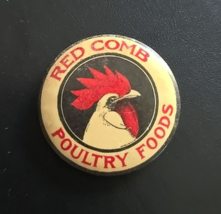 RED COMB
POULTRY FOODS